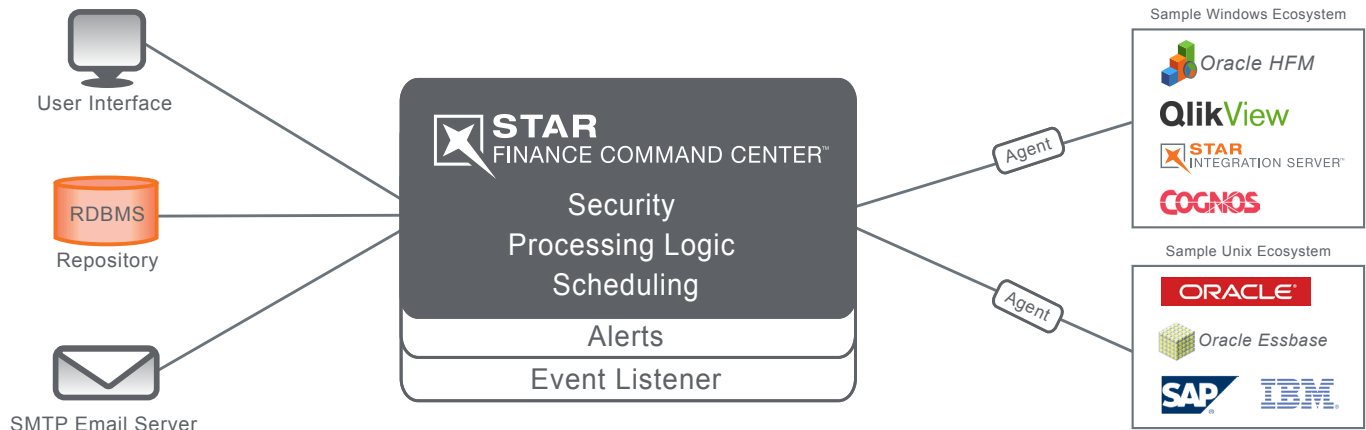 User Interface
RDBMS
Repository
SMTP Email Server
STAR
FINANCE COMMAND CENTER™
Security
Processing Logic
Scheduling
Alerts
Event Listener
Agent
Agent
Sample Windows Ecosystem
Oracle HFM
QlikView
STAR
INTEGRATION SERVER™
COGNOS
Sample Unix Ecosystem
ORACLE®
Oracle Essbase
SAP®
IBM®